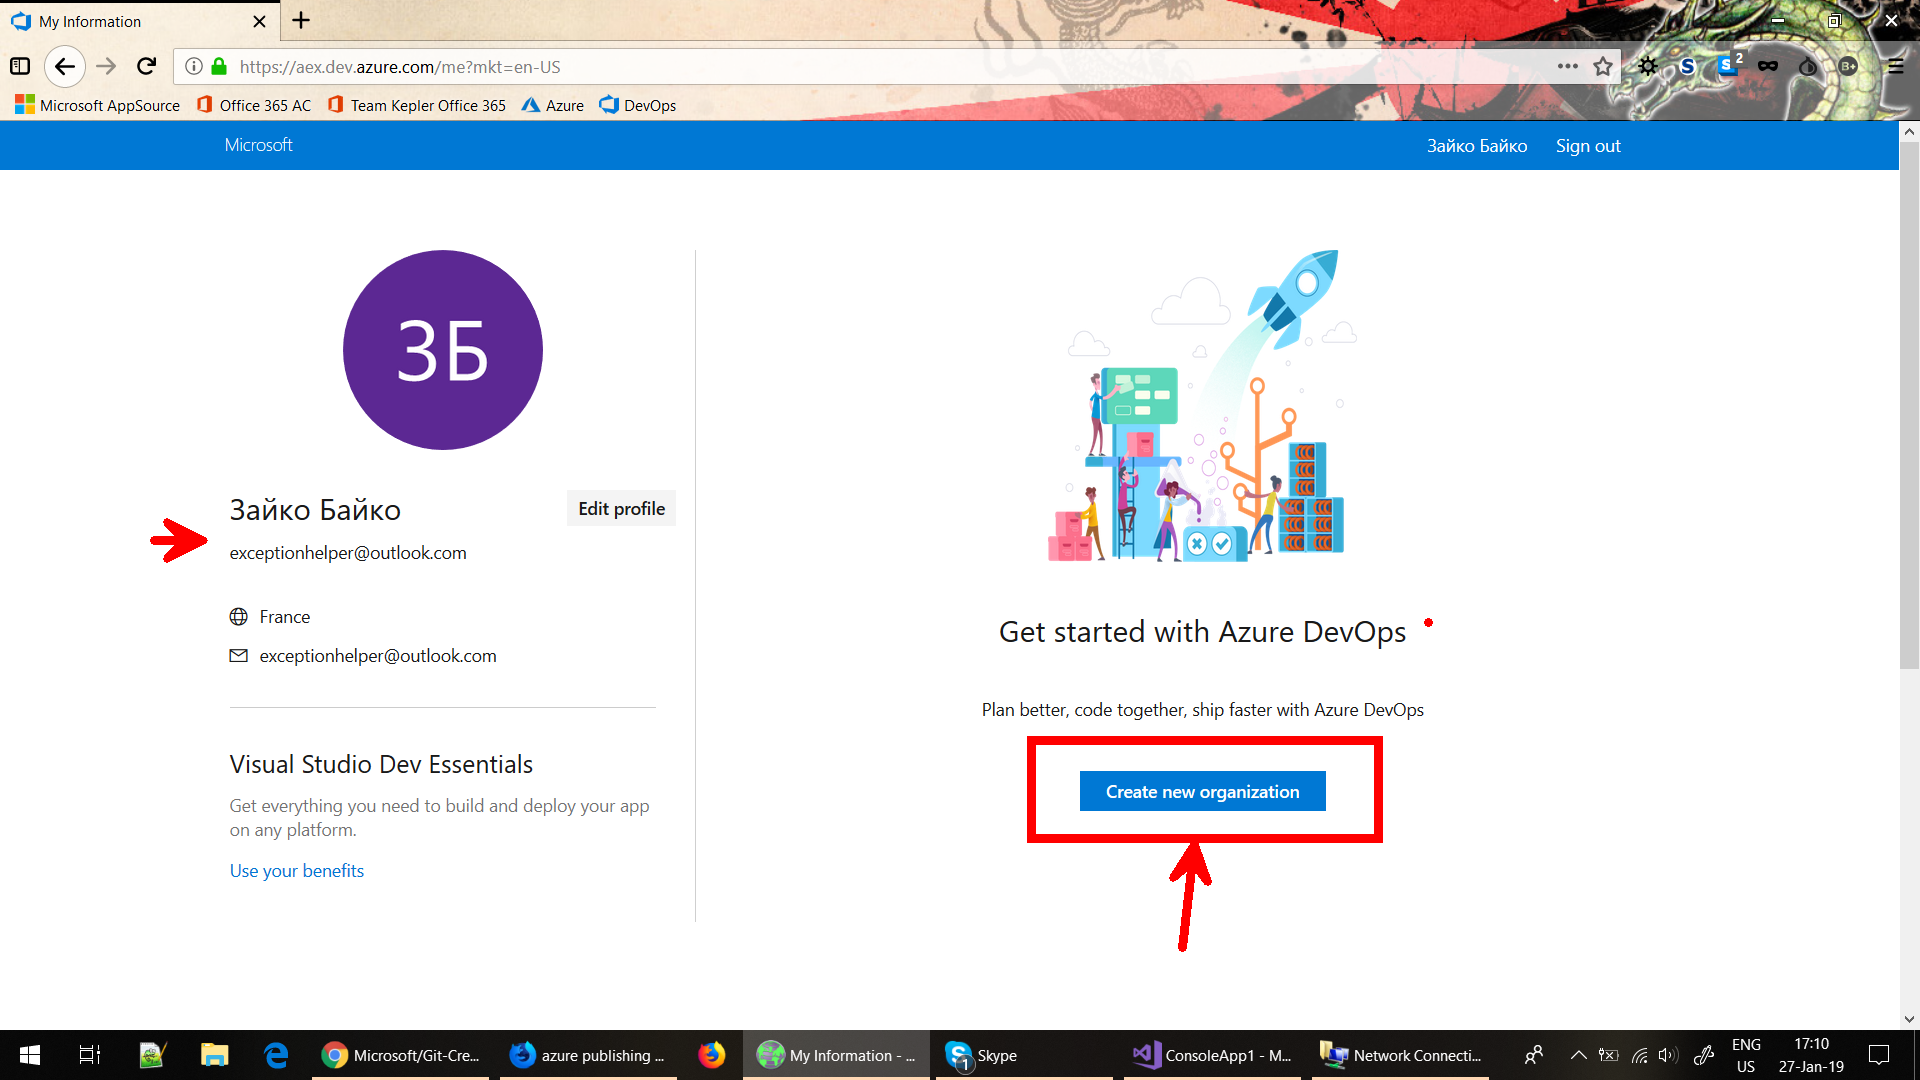 My Information
https://aex.dev.azure.com/me?mkt=en-US
S
S
2
B+
Microsoft AppSource
Office 365 AC
Team Kepler Office 365
Azure
DevOps
Microsoft
Зайко Байко
Sign out
ЗБ
Зайко Байко
Edit profile
exceptionhelper@outlook.com
France
exceptionhelper@outlook.com
Visual Studio Dev Essentials
Get everything you need to build and deploy your app
on any platform.
Use your benefits
Get started with Azure DevOps
Plan better, code together, ship faster with Azure DevOps
Create new organization
Microsoft/Git-Cre...
azure publishing ...
My Information - ...
1
Skype
ConsoleApp1 - M...
Network Connecti...
ENG
US
17:10
27-Jan-19